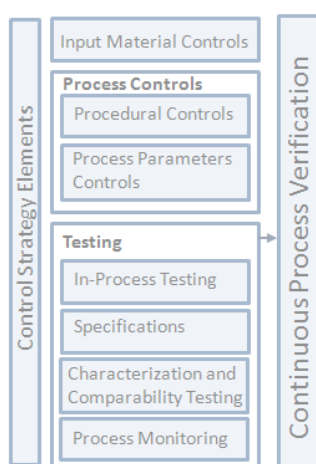 Control Strategy Elements
Input Material Controls
Process Controls
Procedural Controls
Process Parameters
Controls
Testing
In-Process Testing
Specifications
Characterization and
Comparability Testing
Process Monitoring
Continuous Process Verification